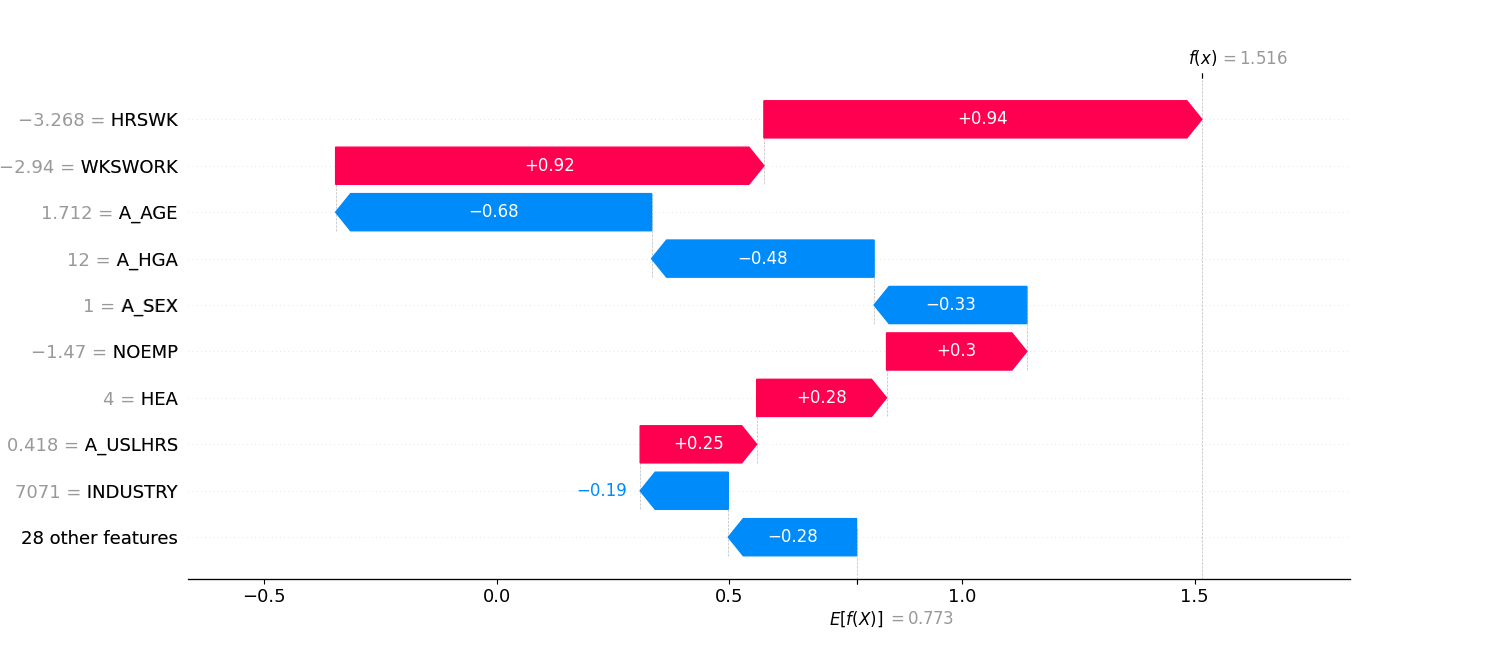 f(x) = 1.516
−3.268 = HRSWK
+0.94
−2.94 = WKSWORK
+0.92
1.712 = A_AGE
−0.68
12 = A_HGA
−0.48
1 = A_SEX
−0.33
−1.47 = NOEMP
+0.3
4 = HEA
+0.28
0.418 = A_USLHRS
+0.25
7071 = INDUSTRY
−0.19
28 other features
−0.28
−0.5 0.0 0.5 1.0 1.5
E[f(X)] = 0.773